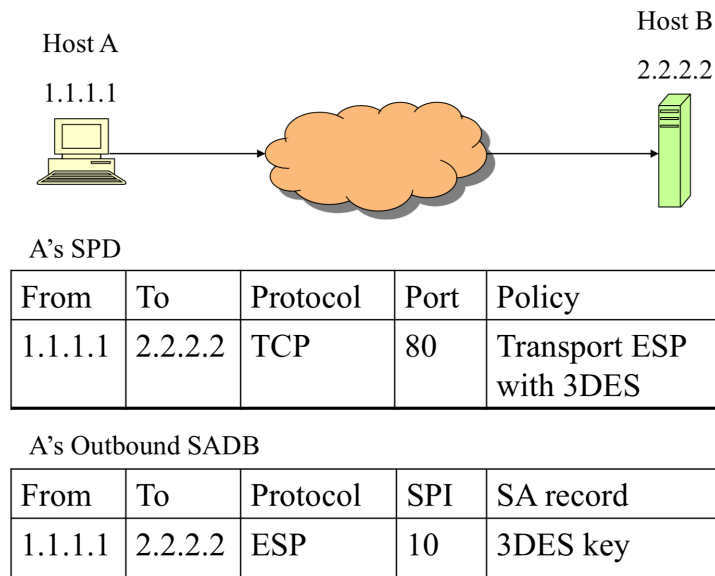 Host A
1.1.1.1
Host B
2.2.2.2
A's SPD
From To Protocol Port Policy
1.1.1.1 2.2.2.2 TCP 80 Transport ESP
with 3DES
A's Outbound SADB
From To Protocol SPI SA record
1.1.1.1 2.2.2.2 ESP 10 3DES key